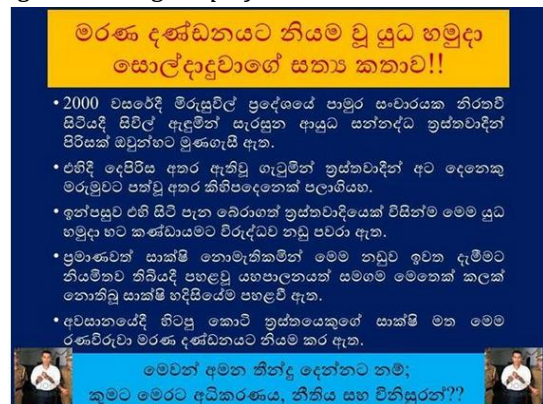 මරණ දණ්ඩනයට නියම වූ යුධ හමුදා
සොල්දාදුවාගේ සත්‍ය කතාව!!
• 2000 වසරේදී මිරුසුවිල් ප්‍රදේශයේ පාමුර සංචාරයක නිරතවී
සිටියදී සිවිල් ඇඳුමින් සැරසුන ආයුධ සන්නද්ධ ත්‍රස්තවාදීන්
පිරිසක් ඔවුන්හට මුණගැසී ඇත.
• එහිදී දෙපිරිස අතර ඇතිවූ ගැටුමින් ත්‍රස්තවාදීන් අට දෙනෙකු
මරුමුවට පත්වූ අතර කිහිපදෙනෙක් පලාගියහ.
• ඉන්පසුව එහි සිටි පැන බේරාගත් ත්‍රස්තවාදියෙක් විසින්ම මෙම යුධ
හමුදා භට කණ්ඩායමට විරුද්ධව නඩු පවරා ඇත.
• ප්‍රමාණවත් සාක්ෂි නොමැතිකමින් මෙම නඩුව ඉවත දැමීමට
නියමිතව තිබියදී පහළවූ යහපාලනයත් සමගම මෙතෙක් කලක්
නොතිබූ සාක්ෂි හදිසියේම පහළවී ඇත.
• අවසානයේදී හිටපු කොටි ත්‍රස්තයෙකුගේ සාක්ෂි මත මෙම
රණවිරුවා මරණ දණ්ඩනයට නියම කර ඇත.
මෙවන් අමන තීන්දු දෙන්නට නම්;
කුමට මෙරට අධිකරණය, නීතිය සහ විනිසුරන්??